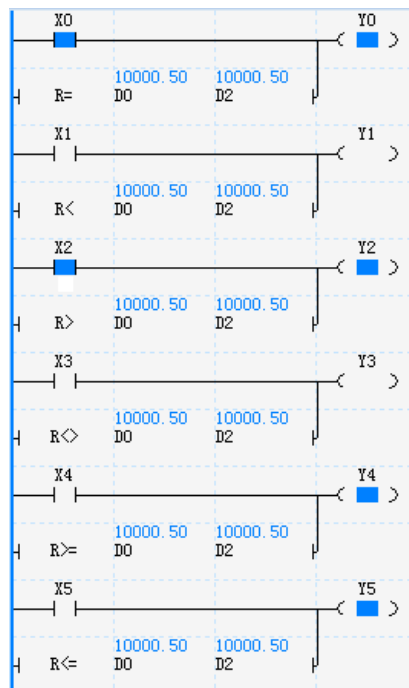 X0 Y0
10000.50 10000.50
R= D0 D2
X1 Y1
10000.50 10000.50
R< D0 D2
X2 Y2
10000.50 10000.50
R> D0 D2
X3 Y3
10000.50 10000.50
R<> D0 D2
X4 Y4
10000.50 10000.50
R>= D0 D2
X5 Y5
10000.50 10000.50
R<= D0 D2